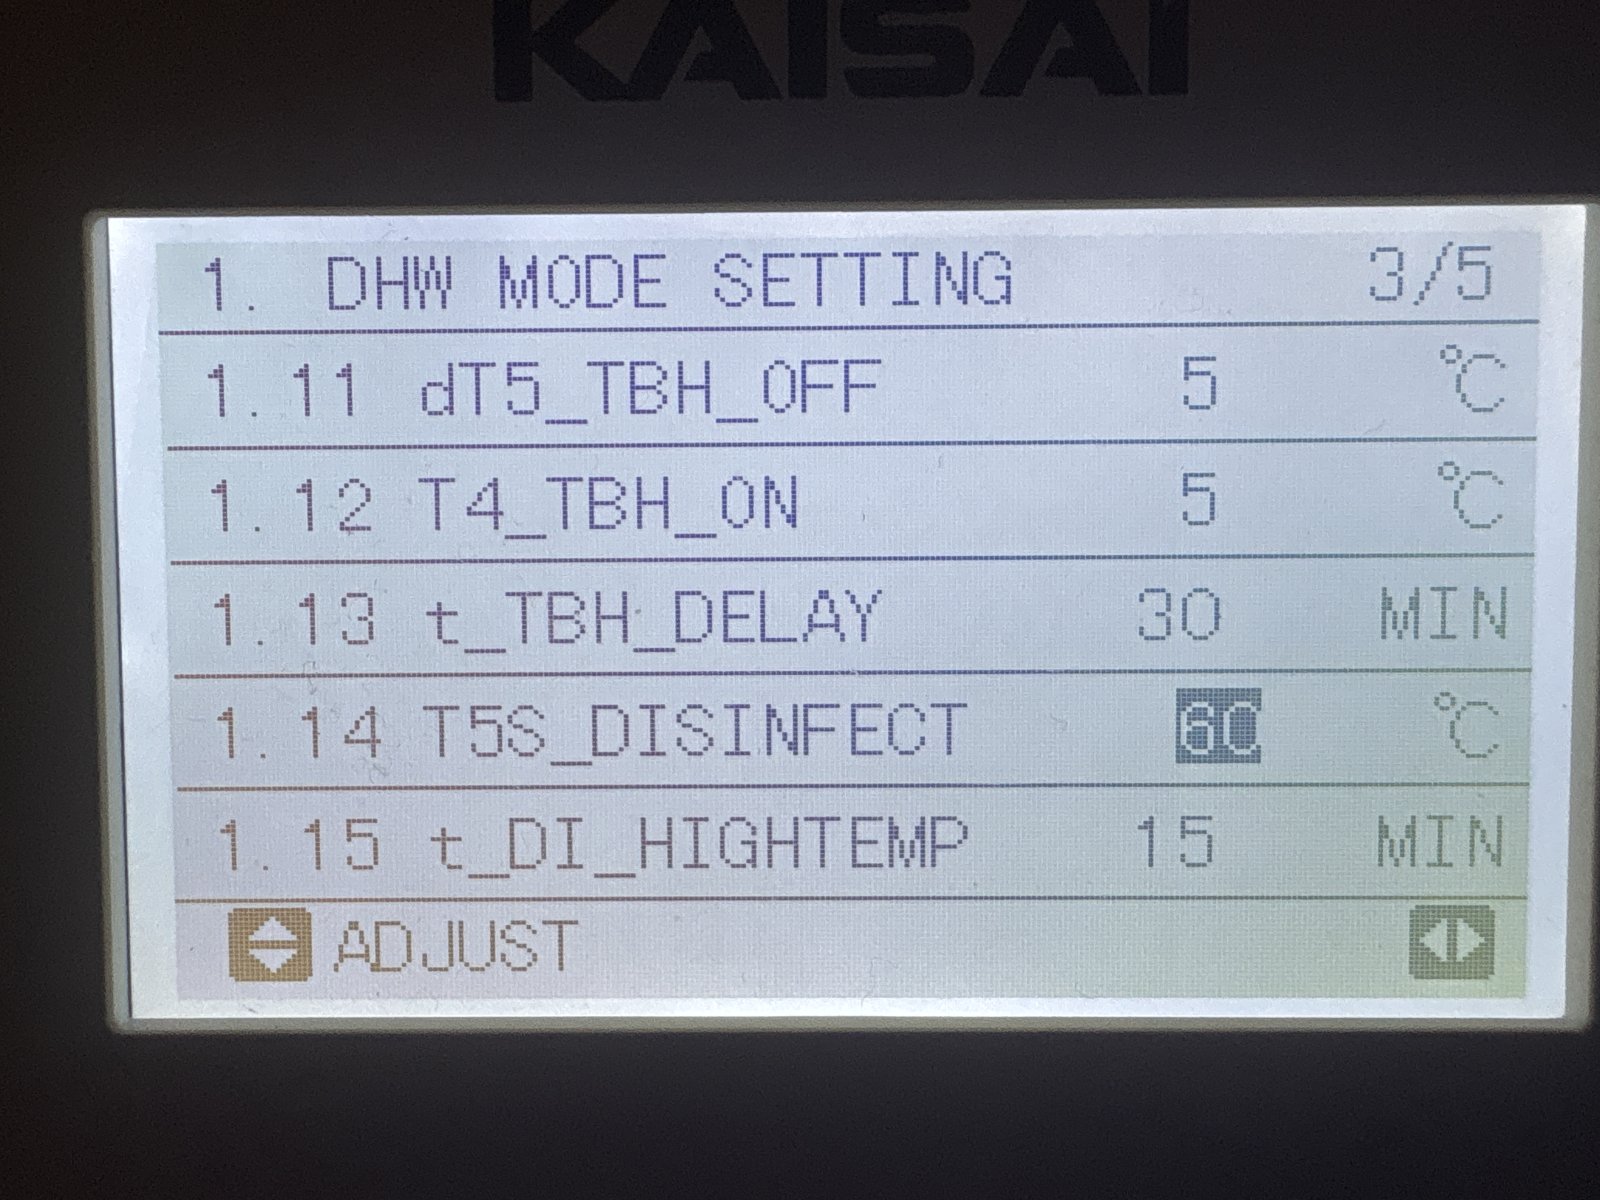 KAISAI
1. DHW MODE SETTING 3/5
1.11 dT5_TBH_OFF 5 °C
1.12 T4_TBH_ON 5 °C
1.13 t_TBH_DELAY 30 MIN
1.14 T5S_DISINFECT 60 °C
1.15 t_DI_HIGHTEMP 15 MIN
ADJUST